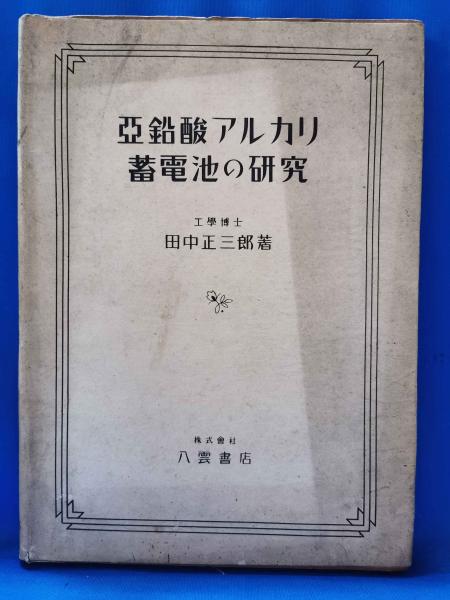 亞鉛酸アルカリ
蓄電池の研究
工學博士
田中正三郎著
株式會社
八雲書店